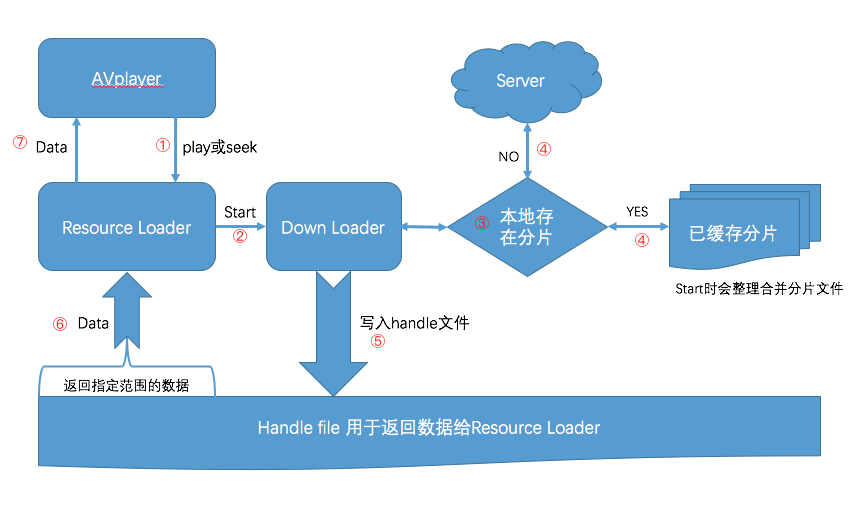 AVplayer
Server
⑦ Data
① play或seek
NO ④
Resource Loader
Start
②
Down Loader
③ 本地存
在分片
YES
④
已缓存分片
Start时会整理合并分片文件
⑥ Data
写入handle文件
⑤
返回指定范围的数据
Handle file 用于返回数据给Resource Loader